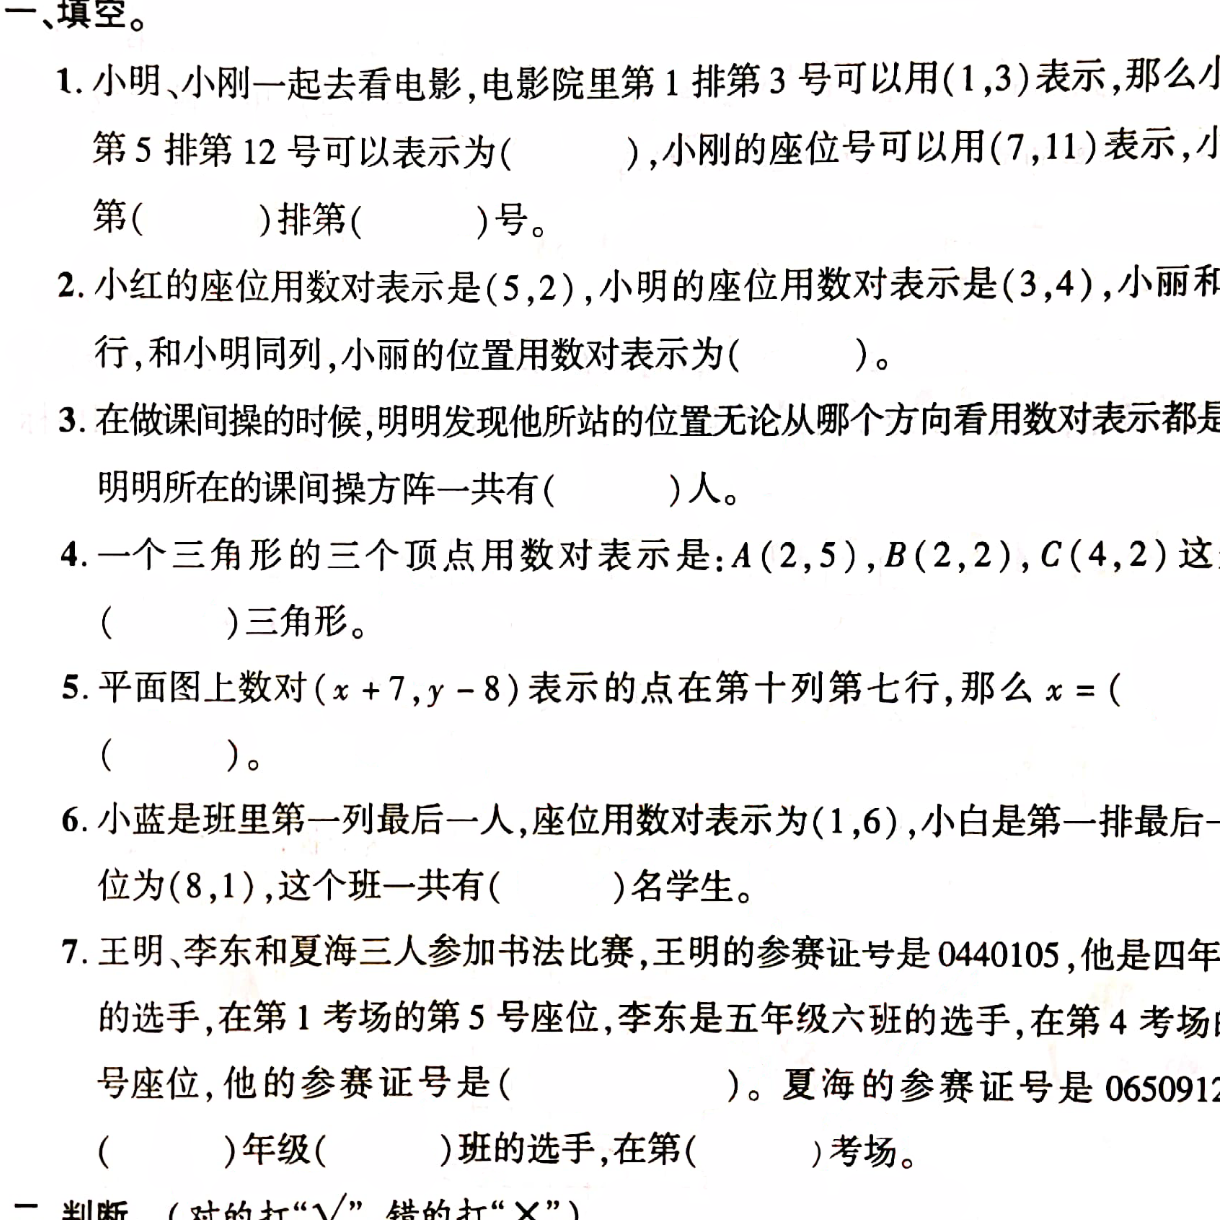 一、填空。
1. 小明、小刚一起去看电影,电影院里第 1 排第 3 号可以用(1,3)表示,那么小
第 5 排第 12 号可以表示为(    ),小刚的座位号可以用(7,11)表示,小
第(    )排第(    )号。
2. 小红的座位用数对表示是(5,2),小明的座位用数对表示是(3,4),小丽和
行,和小明同列,小丽的位置用数对表示为(    )。
3. 在做课间操的时候,明明发现他所站的位置无论从哪个方向看用数对表示都是
明明所在的课间操方阵一共有(    )人。
4. 一个三角形的三个顶点用数对表示是:A(2,5),B(2,2),C(4,2)这
(    )三角形。
5. 平面图上数对(x+7,y-8)表示的点在第十列第七行,那么 x=(
(    )。
6. 小蓝是班里第一列最后一人,座位用数对表示为(1,6),小白是第一排最后一
位为(8,1),这个班一共有(    )名学生。
7. 王明、李东和夏海三人参加书法比赛,王明的参赛证号是 0440105,他是四年
的选手,在第 1 考场的第 5 号座位,李东是五年级六班的选手,在第 4 考场的
号座位,他的参赛证号是(    )。夏海的参赛证号是 0650912
(    )年级(    )班的选手,在第(    )考场。
二 判断 (对的打“√” 错的打“×”)